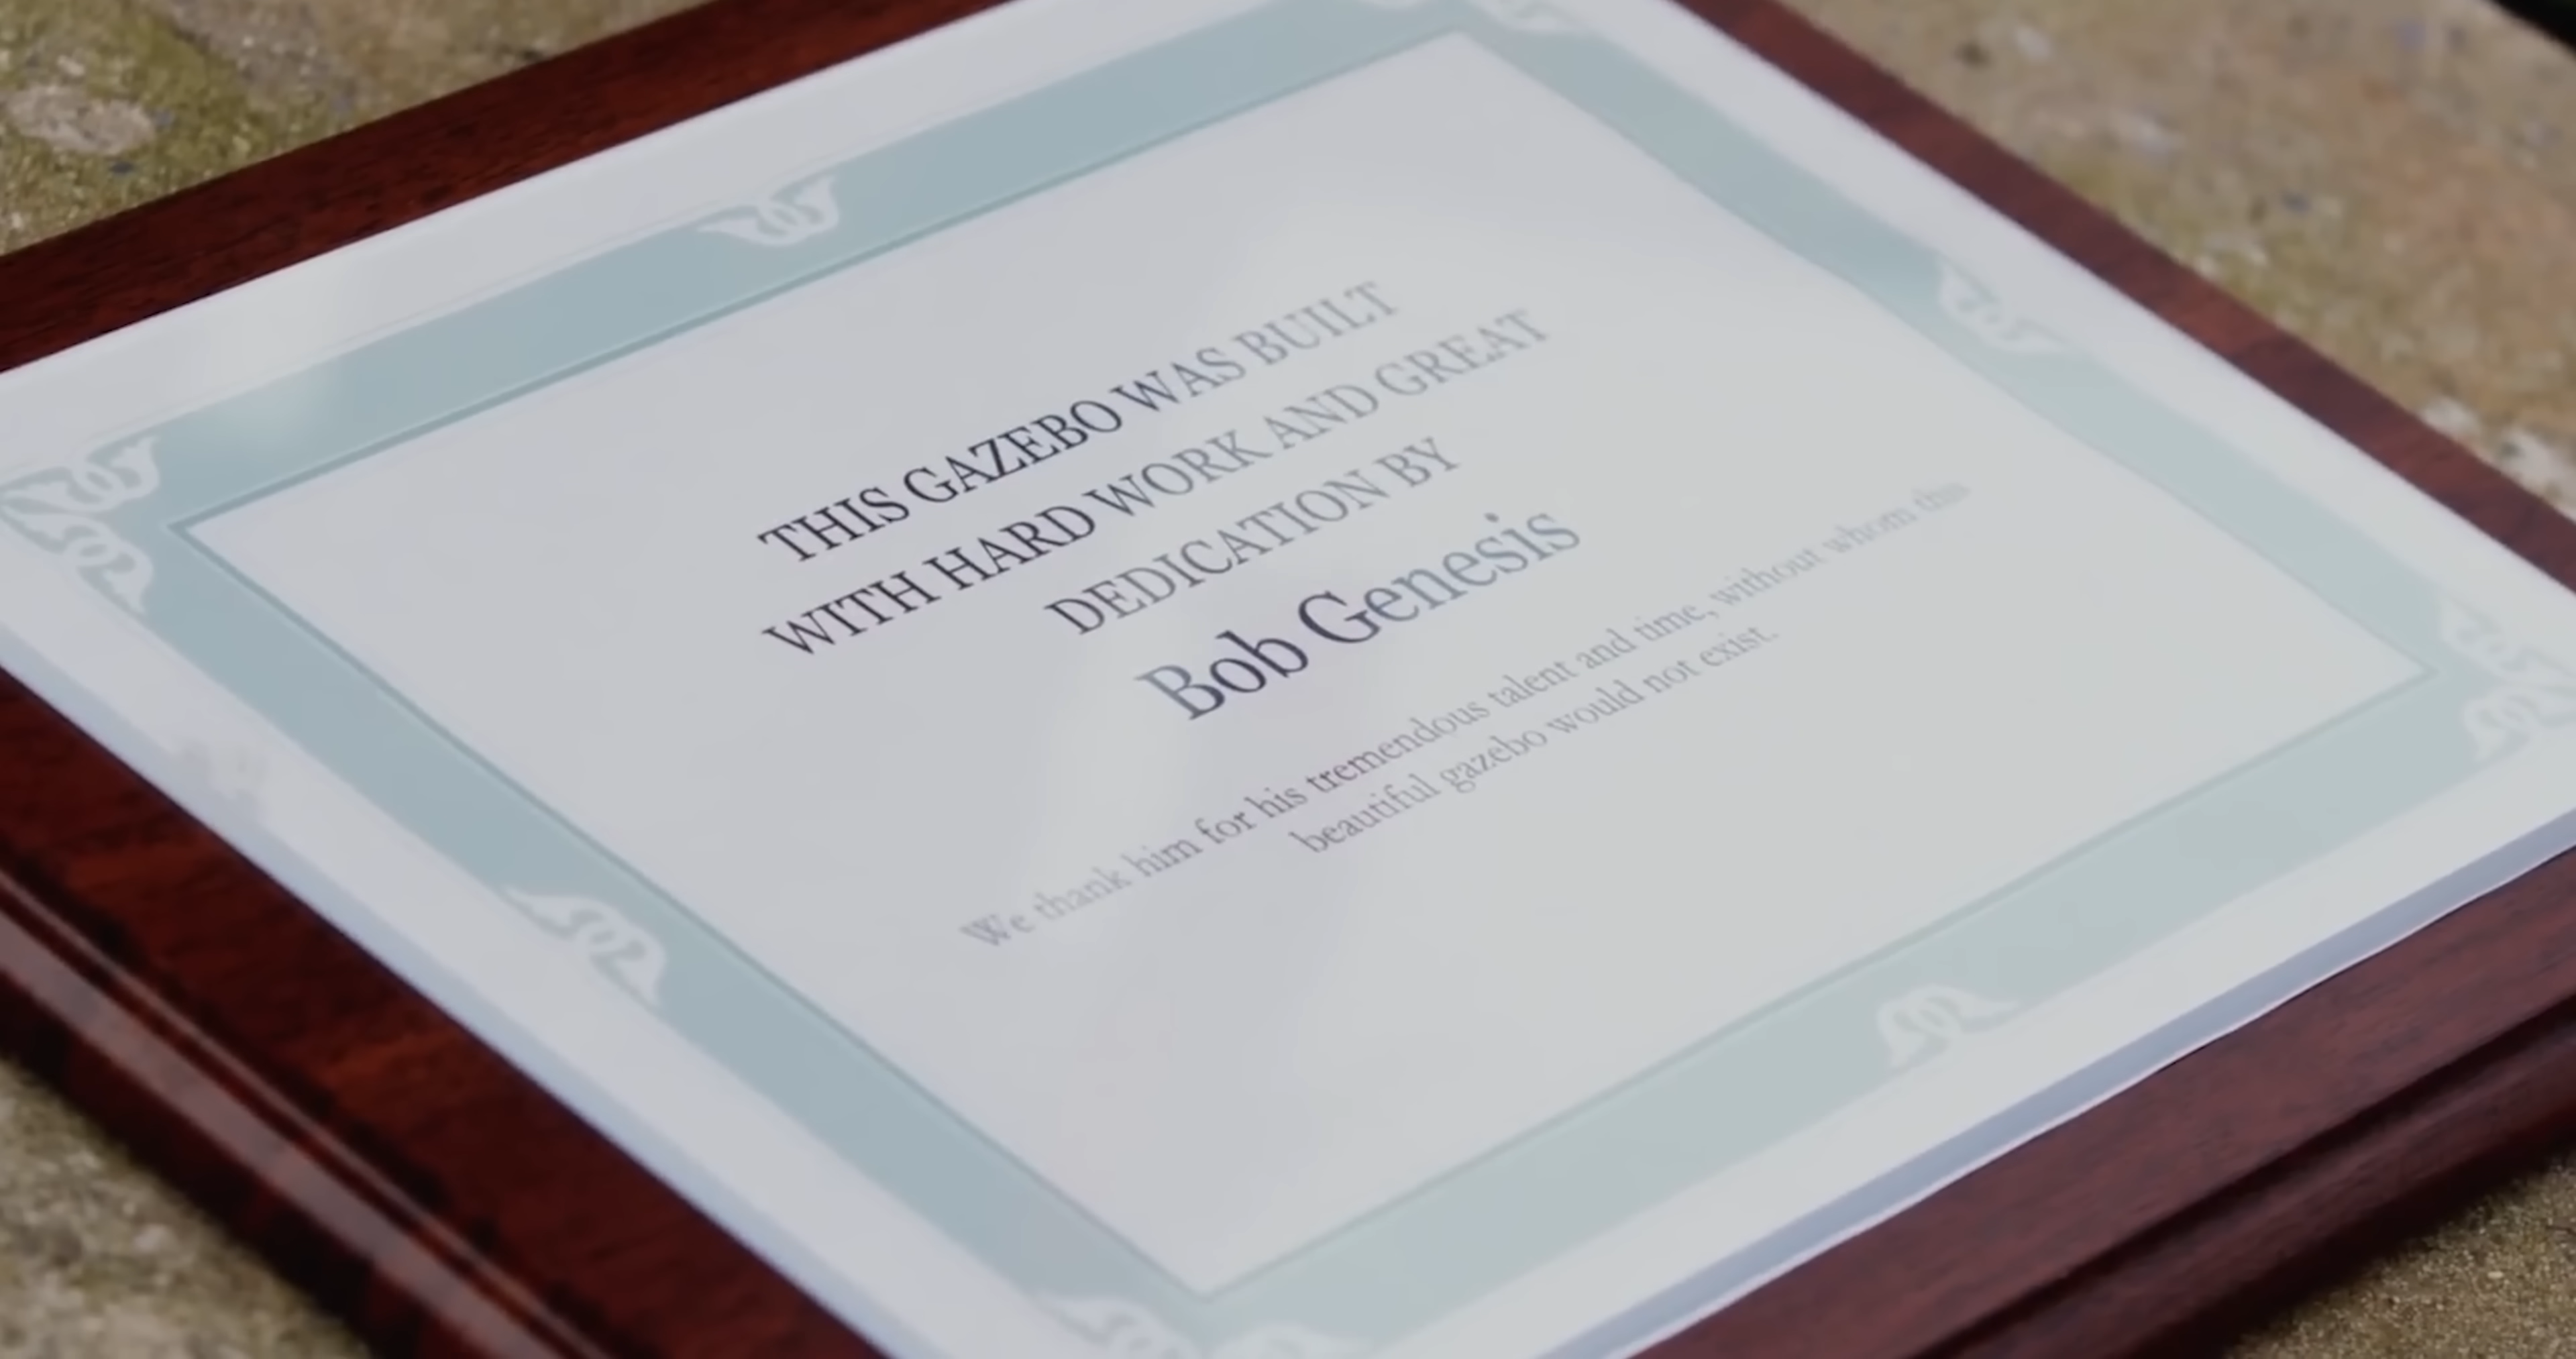 THIS GAZEBO WAS BUILT
WITH HARD WORK AND GREAT
DEDICATION BY
Bob Genesis
We thank him for his tremendous talent and time, without whom this
beautiful gazebo would not exist.